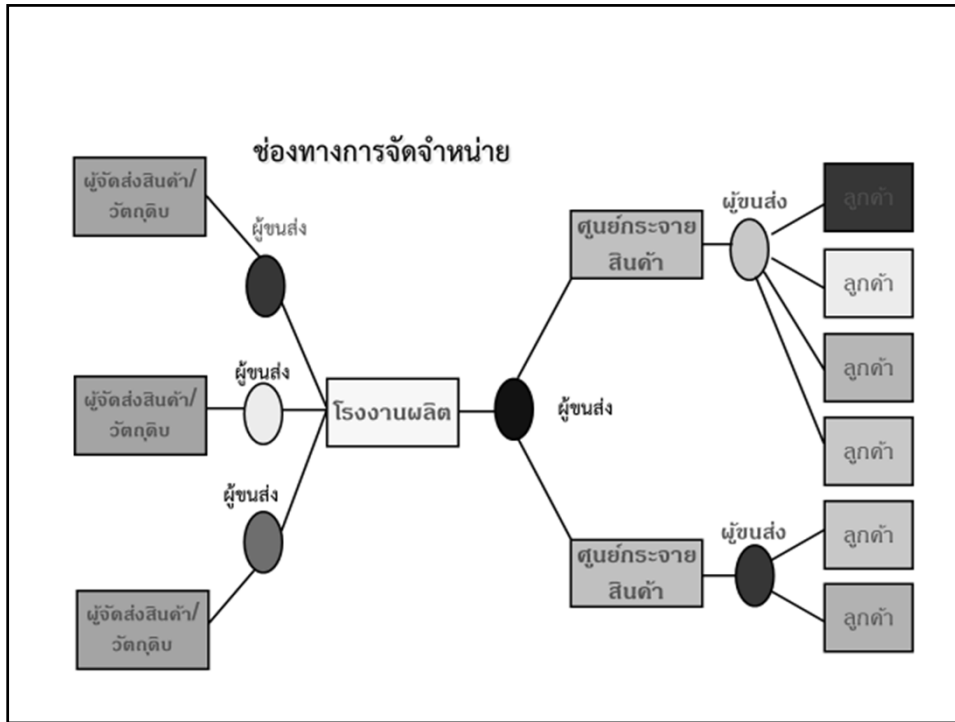 ช่องทางการจัดจำหน่าย
ผู้จัดส่งสินค้า/
วัตถุดิบ
ผู้ขนส่ง
ผู้จัดส่งสินค้า/
วัตถุดิบ
ผู้ขนส่ง
ผู้จัดส่งสินค้า/
วัตถุดิบ
ผู้ขนส่ง
โรงงานผลิต
ผู้ขนส่ง
ศูนย์กระจาย
สินค้า
ผู้ขนส่ง
ลูกค้า
ลูกค้า
ลูกค้า
ลูกค้า
ศูนย์กระจาย
สินค้า
ผู้ขนส่ง
ลูกค้า
ลูกค้า